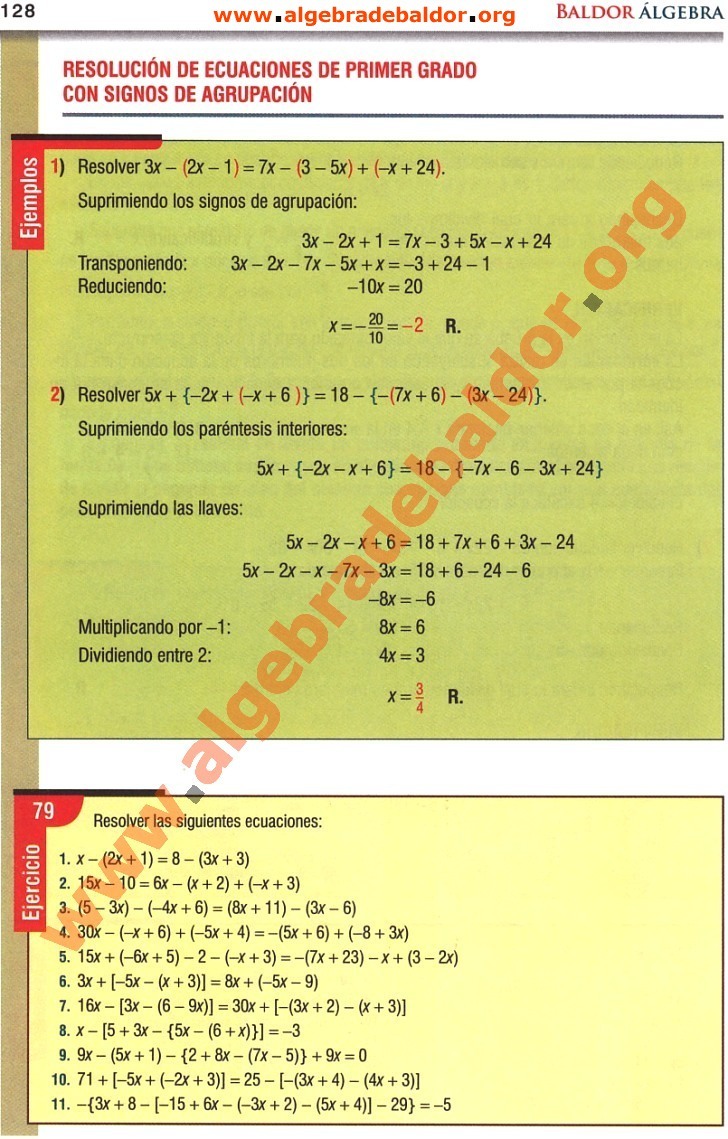 128
www.algebradebaldor.org
BALDOR ÁLGEBRA
RESOLUCIÓN DE ECUACIONES DE PRIMER GRADO
CON SIGNOS DE AGRUPACIÓN
Ejemplos
1) Resolver 3x – (2x – 1) = 7x – (3 – 5x) + (–x + 24).
Suprimiendo los signos de agrupación:
3x – 2x + 1 = 7x – 3 + 5x – x + 24
Transponiendo: 3x – 2x – 7x – 5x + x = –3 + 24 – 1
Reduciendo: –10x = 20
x = – 20/10 = –2 R.
2) Resolver 5x + {–2x + (–x + 6 )} = 18 – {–(7x + 6) – (3x – 24)}.
Suprimiendo los paréntesis interiores:
5x + {–2x – x + 6} = 18 – {–7x – 6 – 3x + 24}
Suprimiendo las llaves:
5x – 2x – x + 6 = 18 + 7x + 6 + 3x – 24
5x – 2x – x – 7x – 3x = 18 + 6 – 24 – 6
–8x = –6
Multiplicando por –1: 8x = 6
Dividiendo entre 2: 4x = 3
x = 3/4 R.
www.algebradebaldor.org
79
Ejercicio
Resolver las siguientes ecuaciones:
1. x – (2x + 1) = 8 – (3x + 3)
2. 15x – 10 = 6x – (x + 2) + (–x + 3)
3. (5 – 3x) – (–4x + 6) = (8x + 11) – (3x – 6)
4. 30x – (–x + 6) + (–5x + 4) = –(5x + 6) + (–8 + 3x)
5. 15x + (–6x + 5) – 2 – (–x + 3) = –(7x + 23) – x + (3 – 2x)
6. 3x + [–5x – (x + 3)] = 8x + (–5x – 9)
7. 16x – [3x – (6 – 9x)] = 30x + [–(3x + 2) – (x + 3)]
8. x – [5 + 3x – {5x – (6 + x)}] = –3
9. 9x – (5x + 1) – {2 + 8x – (7x – 5)} + 9x = 0
10. 71 + [–5x + (–2x + 3)] = 25 – [–(3x + 4) – (4x + 3)]
11. –{3x + 8 – [–15 + 6x – (–3x + 2) – (5x + 4)] – 29} = –5